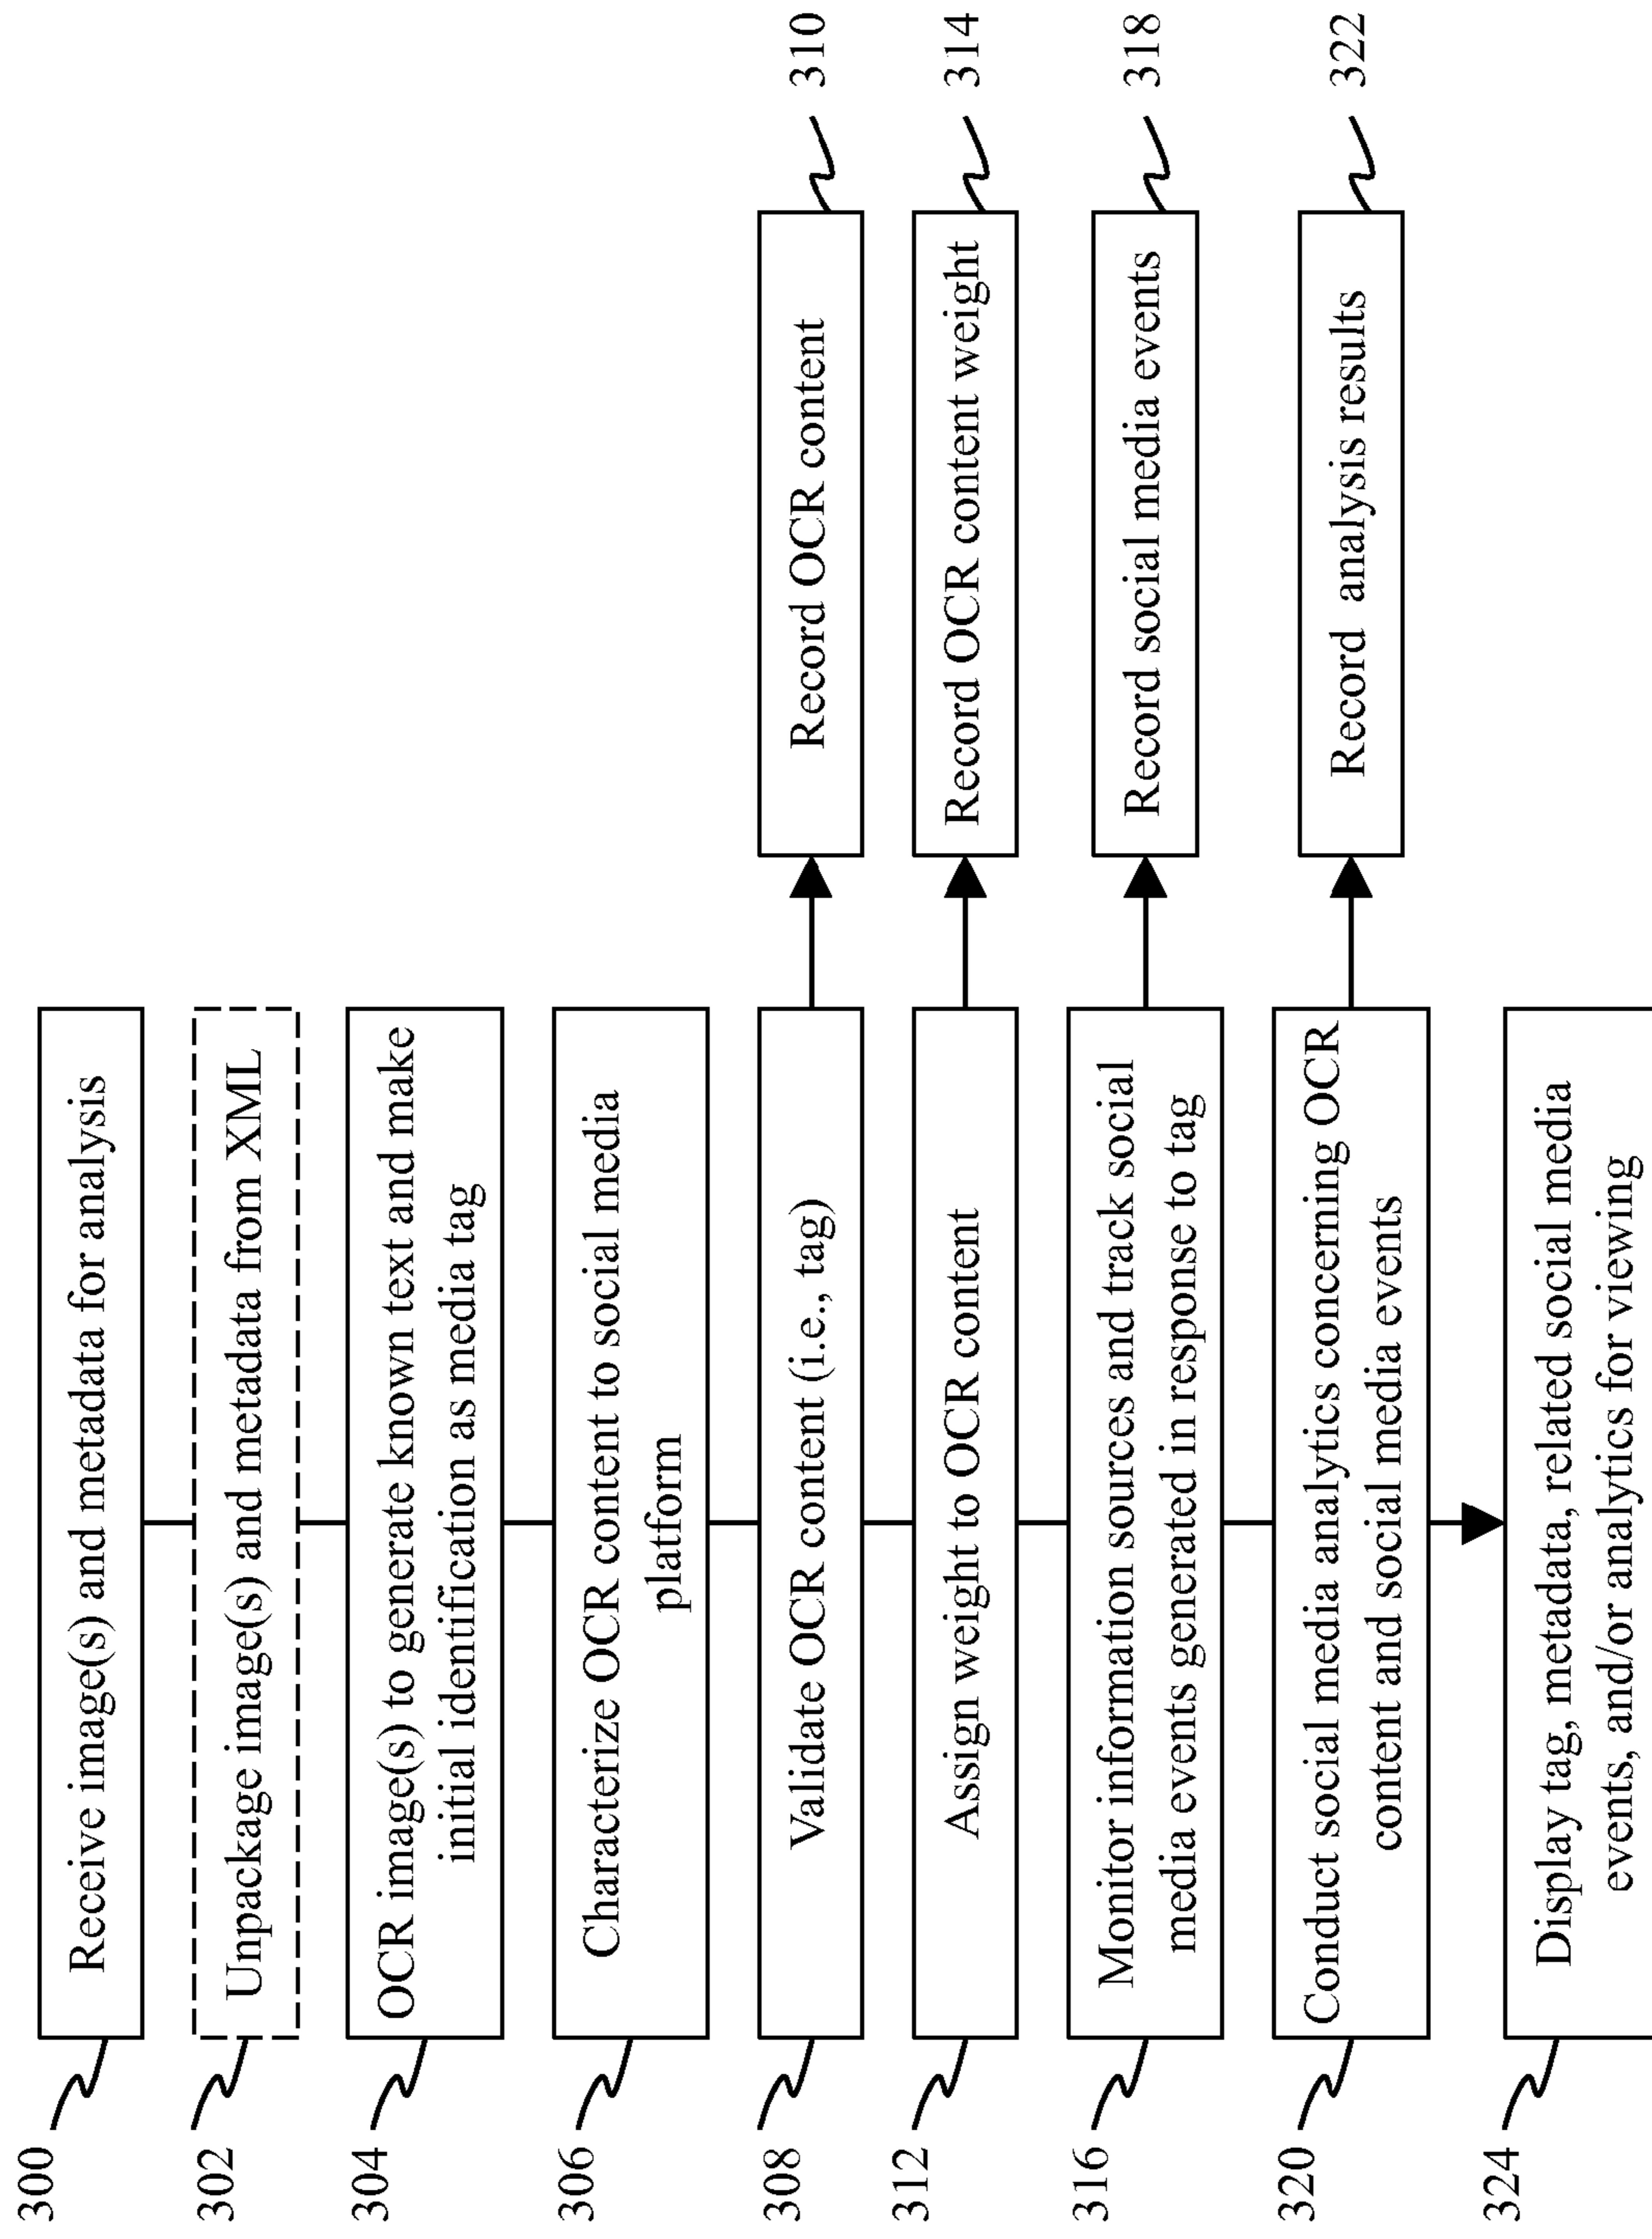 300
Receive image(s) and metadata for analysis
302
Unpackage image(s) and metadata from XML
304
OCR image(s) to generate known text and make
initial identification as media tag
306
Characterize OCR content to social media
platform
308
Validate OCR content (i.e., tag)
Record OCR content
310
312
Assign weight to OCR content
Record OCR content weight
314
316
Monitor information sources and track social
media events generated in response to tag
Record social media events
318
320
Conduct social media analytics concerning OCR
content and social media events
Record analysis results
322
324
Display tag, metadata, related social media
events, and/or analytics for viewing